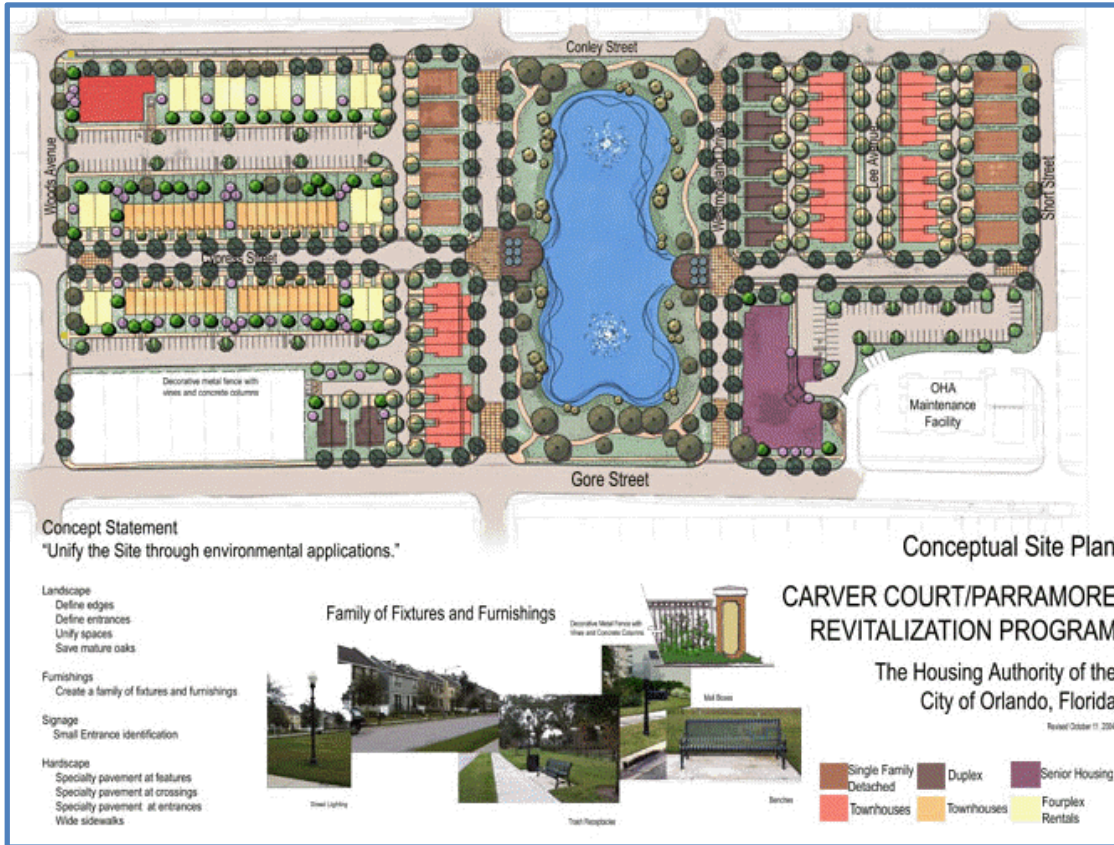 Conley Street
Woods Avenue
Westmoreland Drive
Lee Avenue
Short Street
Cypress Street
Decorative metal fence with
vines and concrete columns
OHA
Maintenance
Facility
Gore Street
Concept Statement
"Unify the Site through environmental applications."
Landscape
Define edges
Define entrances
Unify spaces
Save mature oaks
Furnishings
Create a family of fixtures and furnishings
Signage
Small Entrance identification
Hardscape
Specialty pavement at features
Specialty pavement at crossings
Specialty pavement at entrances
Wide sidewalks
Family of Fixtures and Furnishings
Decorative Metal Fence with
Vines and Concrete Columns
Mail Boxes
Street Lighting
Trash Receptacles
Benches
Conceptual Site Plan
CARVER COURT/PARRAMORE
REVITALIZATION PROGRAM
The Housing Authority of the
City of Orlando, Florida
Revised October 11, 2004
Single Family
Detached
Duplex
Senior Housing
Townhouses
Townhouses
Fourplex
Rentals